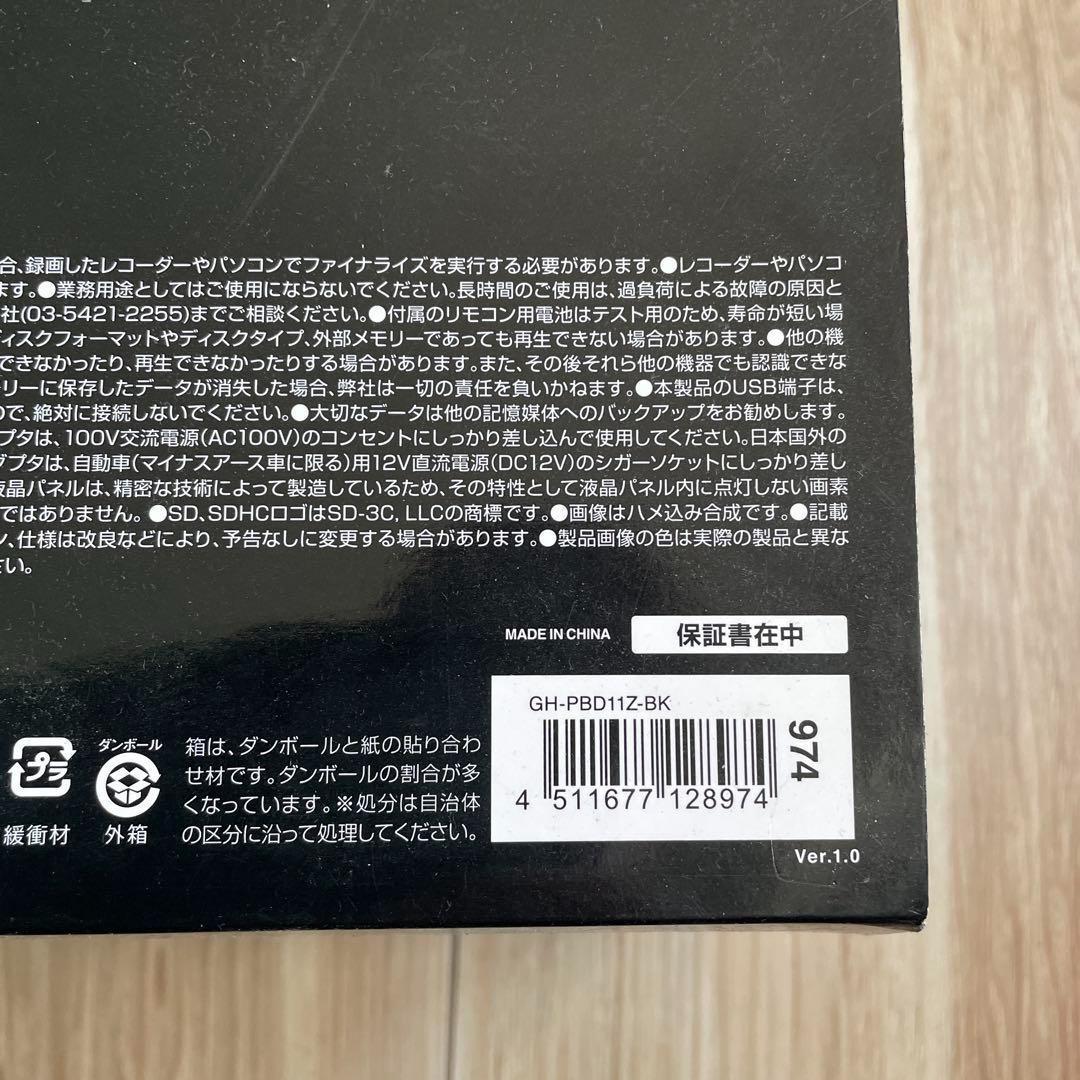 合、録画したレコーダーやパソコンでファイナライズを実行する必要があります。●レコーダーやパソコ
ます。●業務用途としてはご使用にならないでください。長時間のご使用は、過負荷による故障の原因と
社(03-5421-2255)までご相談ください。●付属のリモコン用電池はテスト用のため、寿命が短い場
ディスクフォーマットやディスクタイプ、外部メモリーであっても再生できない場合があります。●他の機
できなかったり、再生できなかったりする場合があります。また、その後それら他の機器でも認識できな
ーリーに保存したデータが消失した場合、弊社は一切の責任を負いかねます。●本製品のUSB端子は、
ので、絶対に接続しないでください。●大切なデータは他の記憶媒体へのバックアップをお勧めします。
プタは、100V交流電源(AC100V)のコンセントにしっかり差し込んで使用してください。日本国外の
ダプタは、自動車(マイナスアース車に限る)用12V直流電源(DC12V)のシガーソケットにしっかり差し
液晶パネルは、精密な技術によって製造しているため、その特性として液晶パネル内に点灯しない画素
ではありません。●SD、SDHCロゴはSD-3C, LLCの商標です。●画像はハメ込み合成です。●記載
ン、仕様は改良などにより、予告なしに変更する場合があります。●製品画像の色は実際の製品と異な
さい。
MADE IN CHINA
保証書在中
GH-PBD11Z-BK
974
4 511677 128974
Ver.1.0
プラ
緩衝材
ダンボール
外箱
箱は、ダンボールと紙の貼り合わ
せ材です。ダンボールの割合が多
くなっています。※処分は自治体
の区分に沿って処理してください。